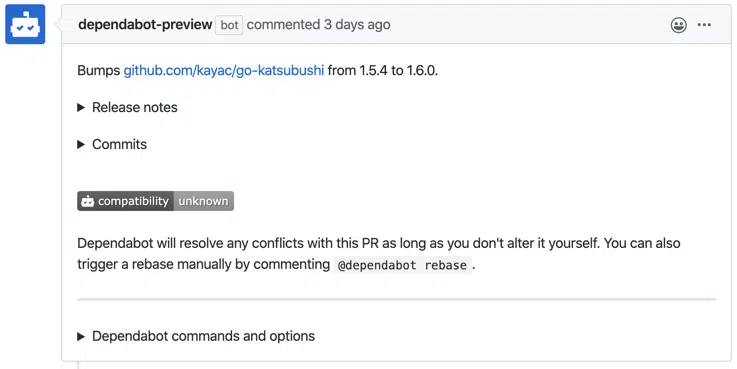 dependabot-preview bot commented 3 days ago
Bumps github.com/kayac/go-katsubushi from 1.5.4 to 1.6.0.
Release notes
Commits
compatibility unknown
Dependabot will resolve any conflicts with this PR as long as you don't alter it yourself. You can also
trigger a rebase manually by commenting @dependabot rebase.
Dependabot commands and options